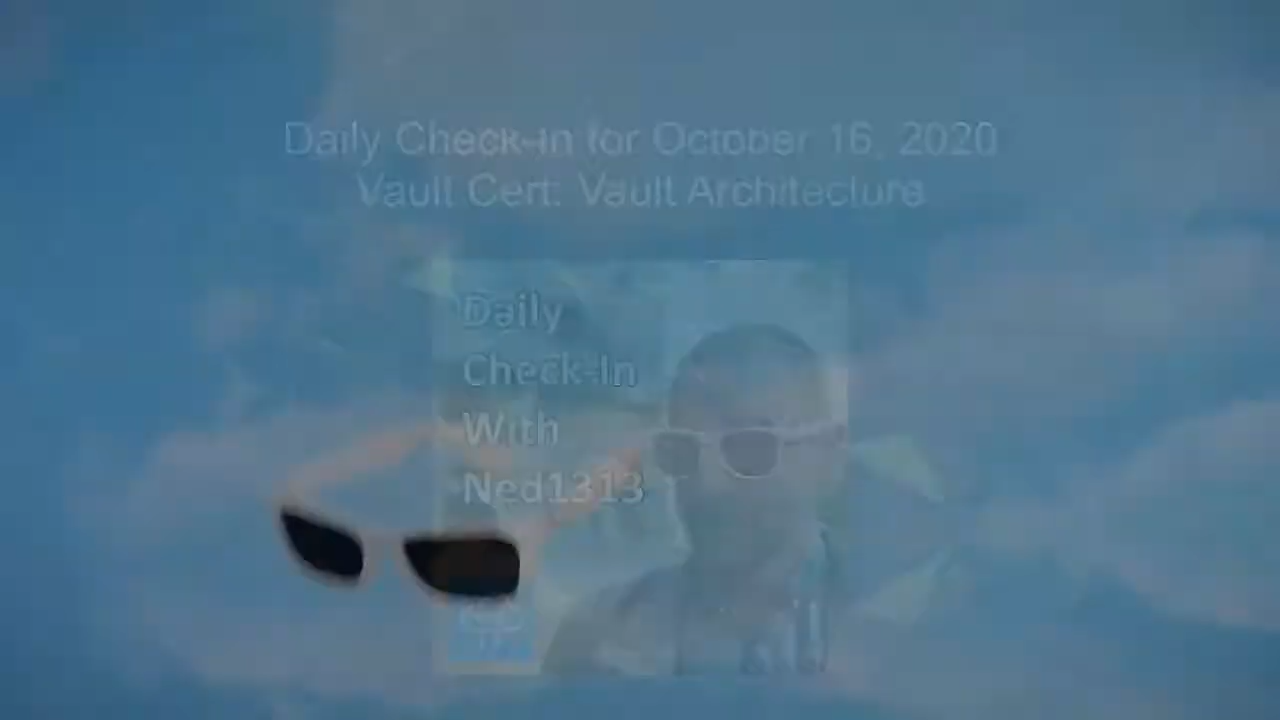 Daily Check-in for October 16, 2020
Vault Cert: Vault Architecture
Daily
Check-In
With
Ned1313